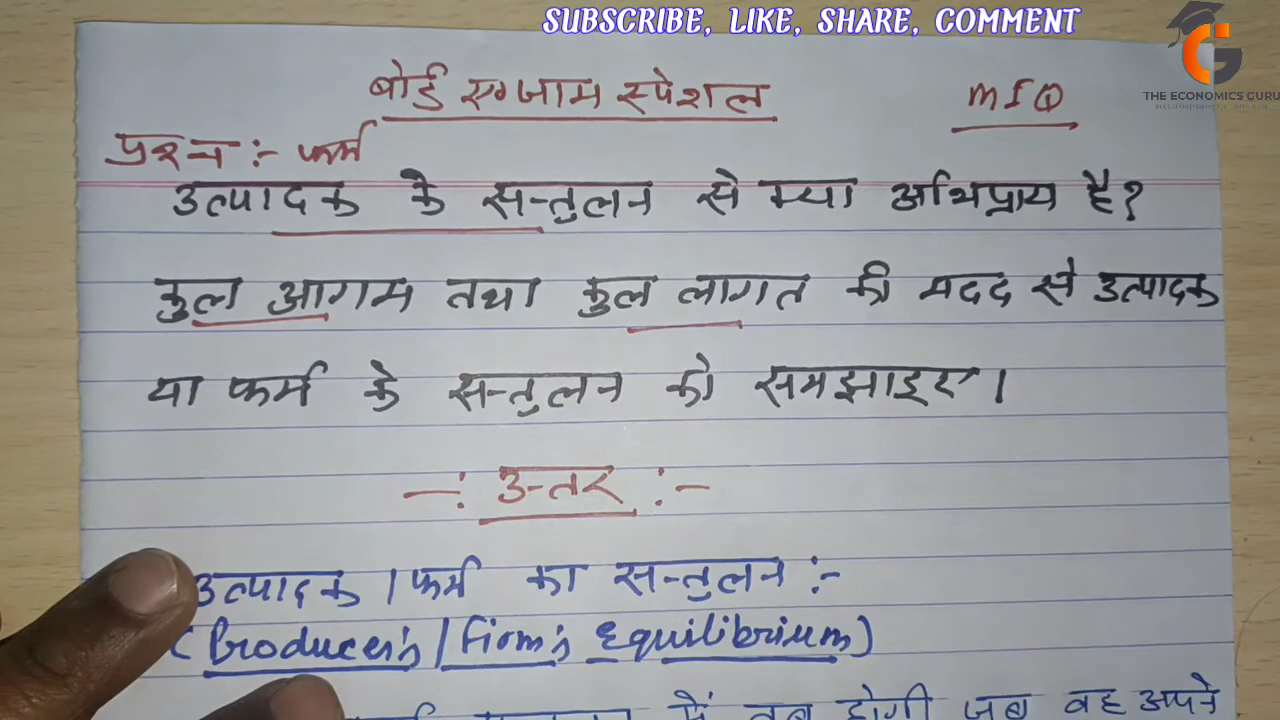 SUBSCRIBE, LIKE, SHARE, COMMENT
THE ECONOMICS GURU
बोर्ड एग्जाम स्पेशल
MIQ
प्रश्न :- फर्म
उत्पादक के सन्तुलन से क्या अभिप्राय है?
कुल आगम तथा कुल लागत की मदद से उत्पादक
या फर्म के सन्तुलन को समझाइए।
-: उत्तर :-
उत्पादक / फर्म का सन्तुलन :-
(Producer's / Firm's Equilibrium)
में तब होगी जब वह अपने